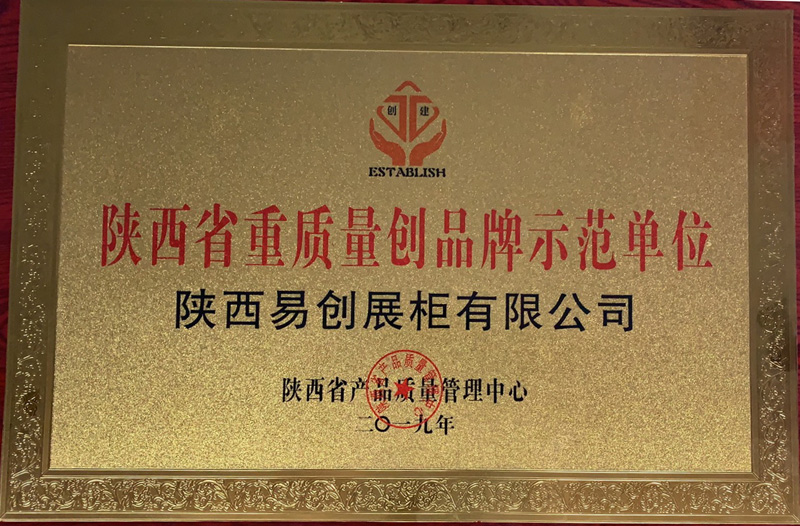 创 建
ESTABLISH
陕西省重质量创品牌示范单位
陕西易创展柜有限公司
陕西省产品质量管理中心
二〇一九年